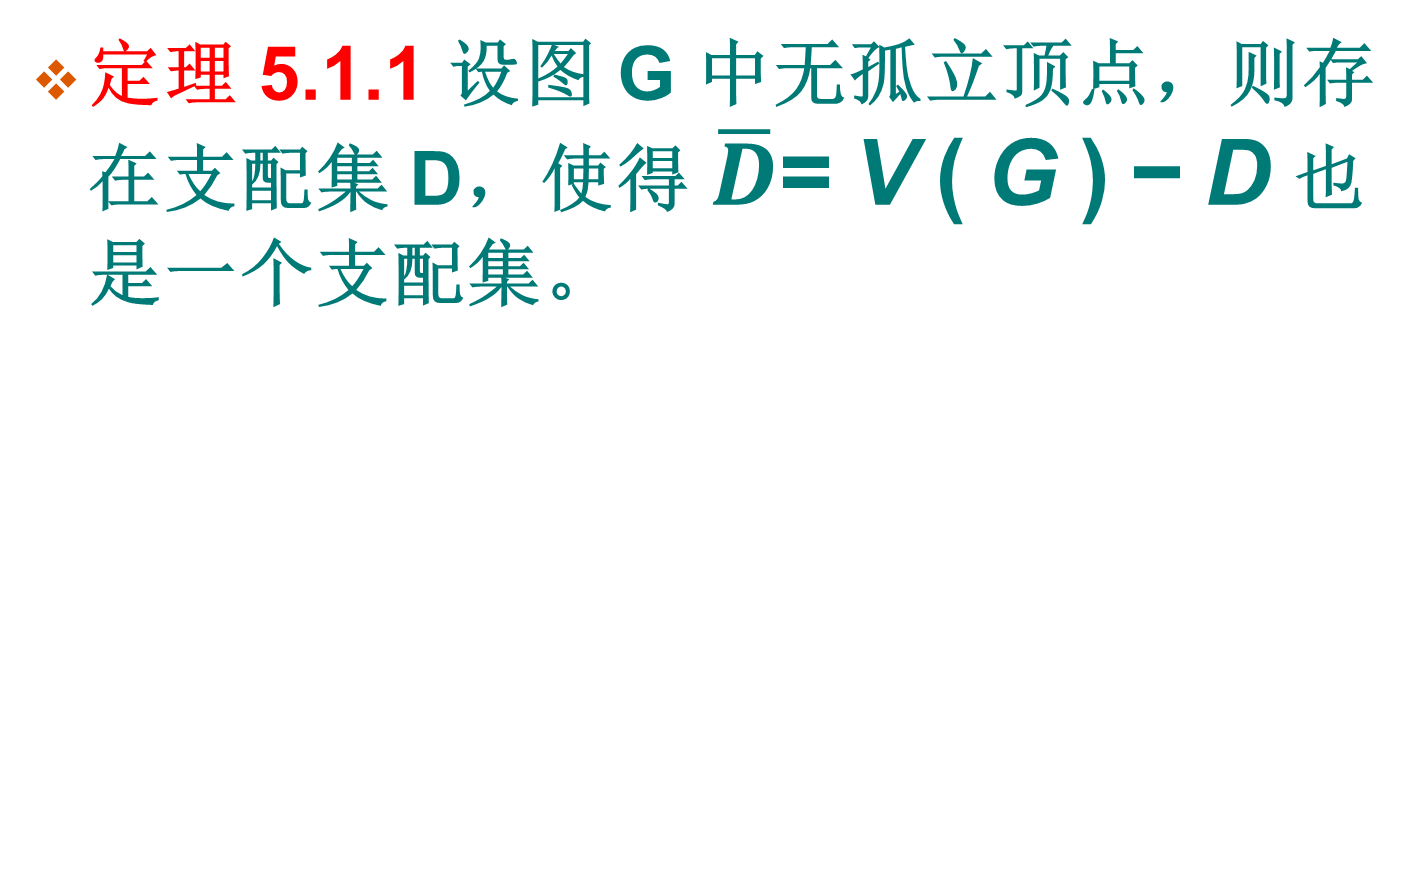 ❖定理 5.1.1 设图 G 中无孤立顶点，则存
在支配集 D，使得 D̅= V ( G ) − D 也
是一个支配集。